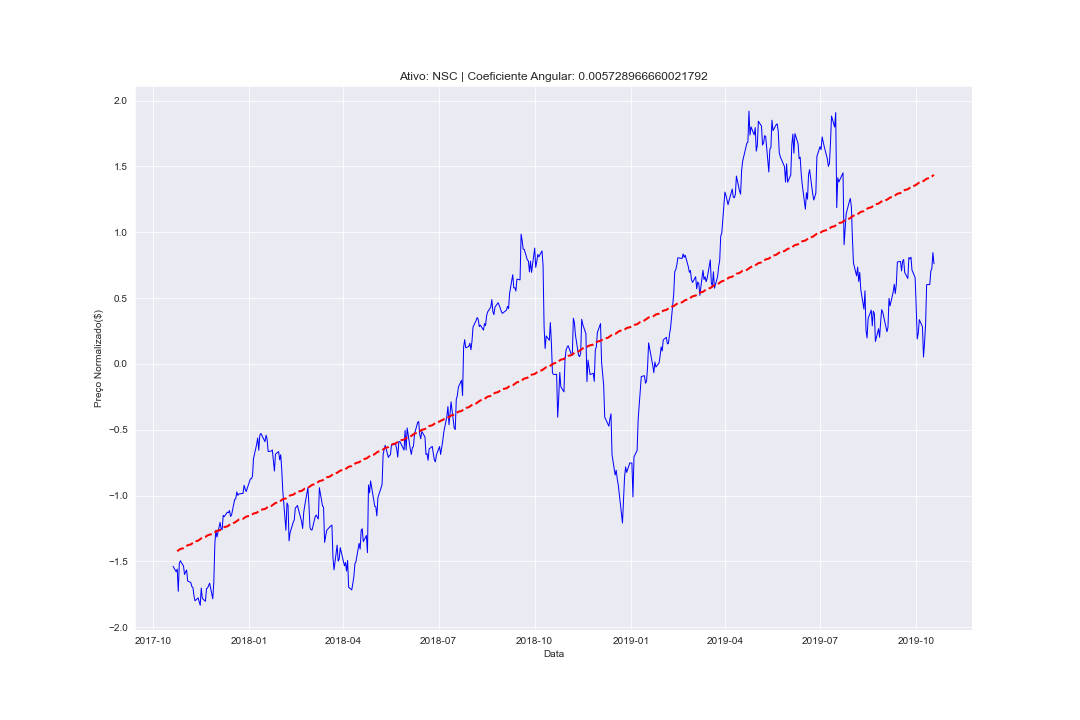 Ativo: NSC | Coeficiente Angular: 0.005728966660021792
2.0
1.5
1.0
0.5
0.0
−0.5
−1.0
−1.5
−2.0
Preço Normalizado($)
2017-10 2018-01 2018-04 2018-07 2018-10 2019-01 2019-04 2019-07 2019-10
Data